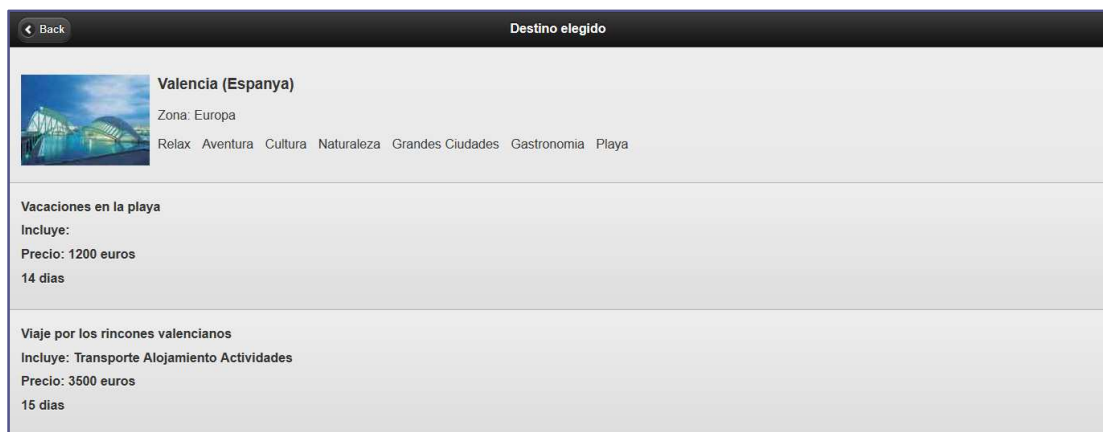 Back
Destino elegido
Valencia (Espanya)
Zona: Europa
Relax Aventura Cultura Naturaleza Grandes Ciudades Gastronomia Playa
Vacaciones en la playa
Incluye:
Precio: 1200 euros
14 dias
Viaje por los rincones valencianos
Incluye: Transporte Alojamiento Actividades
Precio: 3500 euros
15 dias